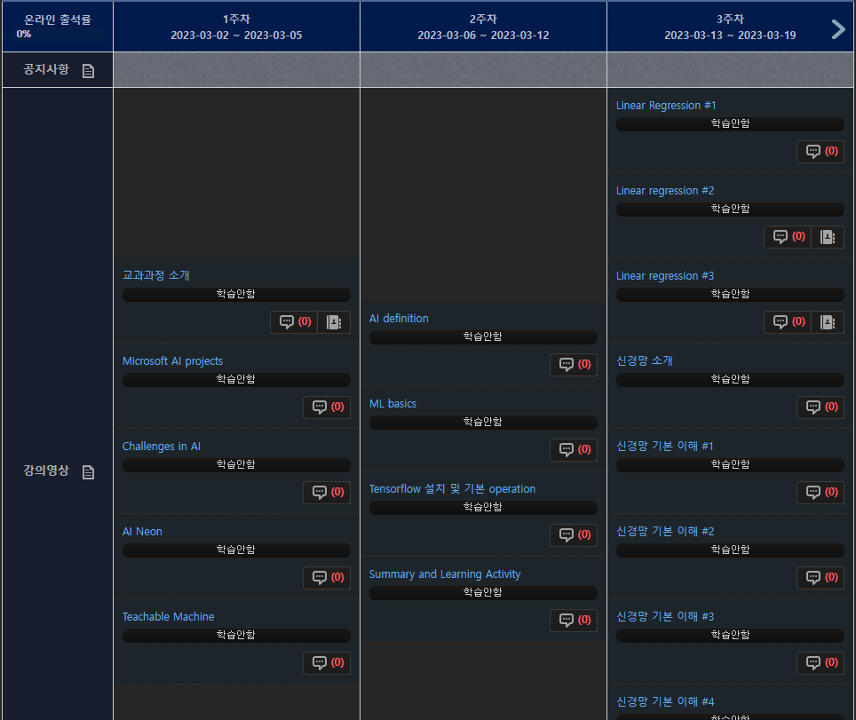 온라인 출석률
0%
1주차
2023-03-02 ~ 2023-03-05
2주차
2023-03-06 ~ 2023-03-12
3주차
2023-03-13 ~ 2023-03-19
공지사항
강의영상
교과과정 소개
학습안함
(0)
Microsoft AI projects
학습안함
(0)
Challenges in AI
학습안함
(0)
AI Neon
학습안함
(0)
Teachable Machine
학습안함
(0)
AI definition
학습안함
(0)
ML basics
학습안함
(0)
Tensorflow 설치 및 기본 operation
학습안함
(0)
Summary and Learning Activity
학습안함
(0)
Linear Regression #1
학습안함
(0)
Linear regression #2
학습안함
(0)
Linear regression #3
학습안함
(0)
신경망 소개
학습안함
(0)
신경망 기본 이해 #1
학습안함
(0)
신경망 기본 이해 #2
학습안함
(0)
신경망 기본 이해 #3
학습안함
(0)
신경망 기본 이해 #4
학습안함